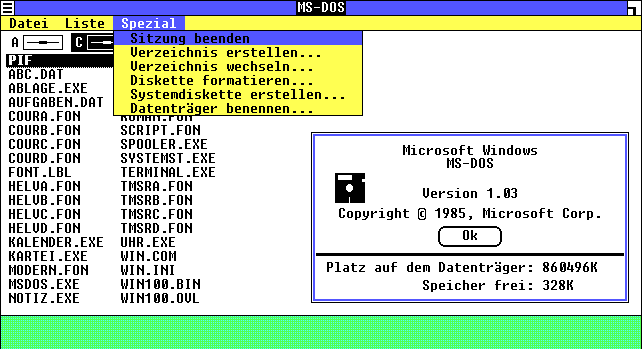 MS-DOS
Datei Liste Spezial
A C
Sitzung beenden
Verzeichnis erstellen...
Verzeichnis wechseln...
Diskette formatieren...
Systemdiskette erstellen...
Datenträger benennen...
PIF
ABC.DAT
ABLAGE.EXE
AUFGABEN.DAT
COURA.FON
COURB.FON
COURC.FON
COURD.FON
FONT.LBL
HELVA.FON
HELVB.FON
HELVC.FON
HELVD.FON
KALENDER.EXE
KARTEI.EXE
MODERN.FON
MSDOS.EXE
NOTIZ.EXE
ROMAN.FON
SCRIPT.FON
SPOOLER.EXE
SYSTEMST.EXE
TERMINAL.EXE
TMSRA.FON
TMSRB.FON
TMSRC.FON
TMSRD.FON
UHR.EXE
WIN.COM
WIN.INI
WIN100.BIN
WIN100.OVL
Microsoft Windows
MS-DOS
Version 1.03
Copyright © 1985, Microsoft Corp.
Ok
Platz auf dem Datenträger: 860496K
Speicher frei: 328K